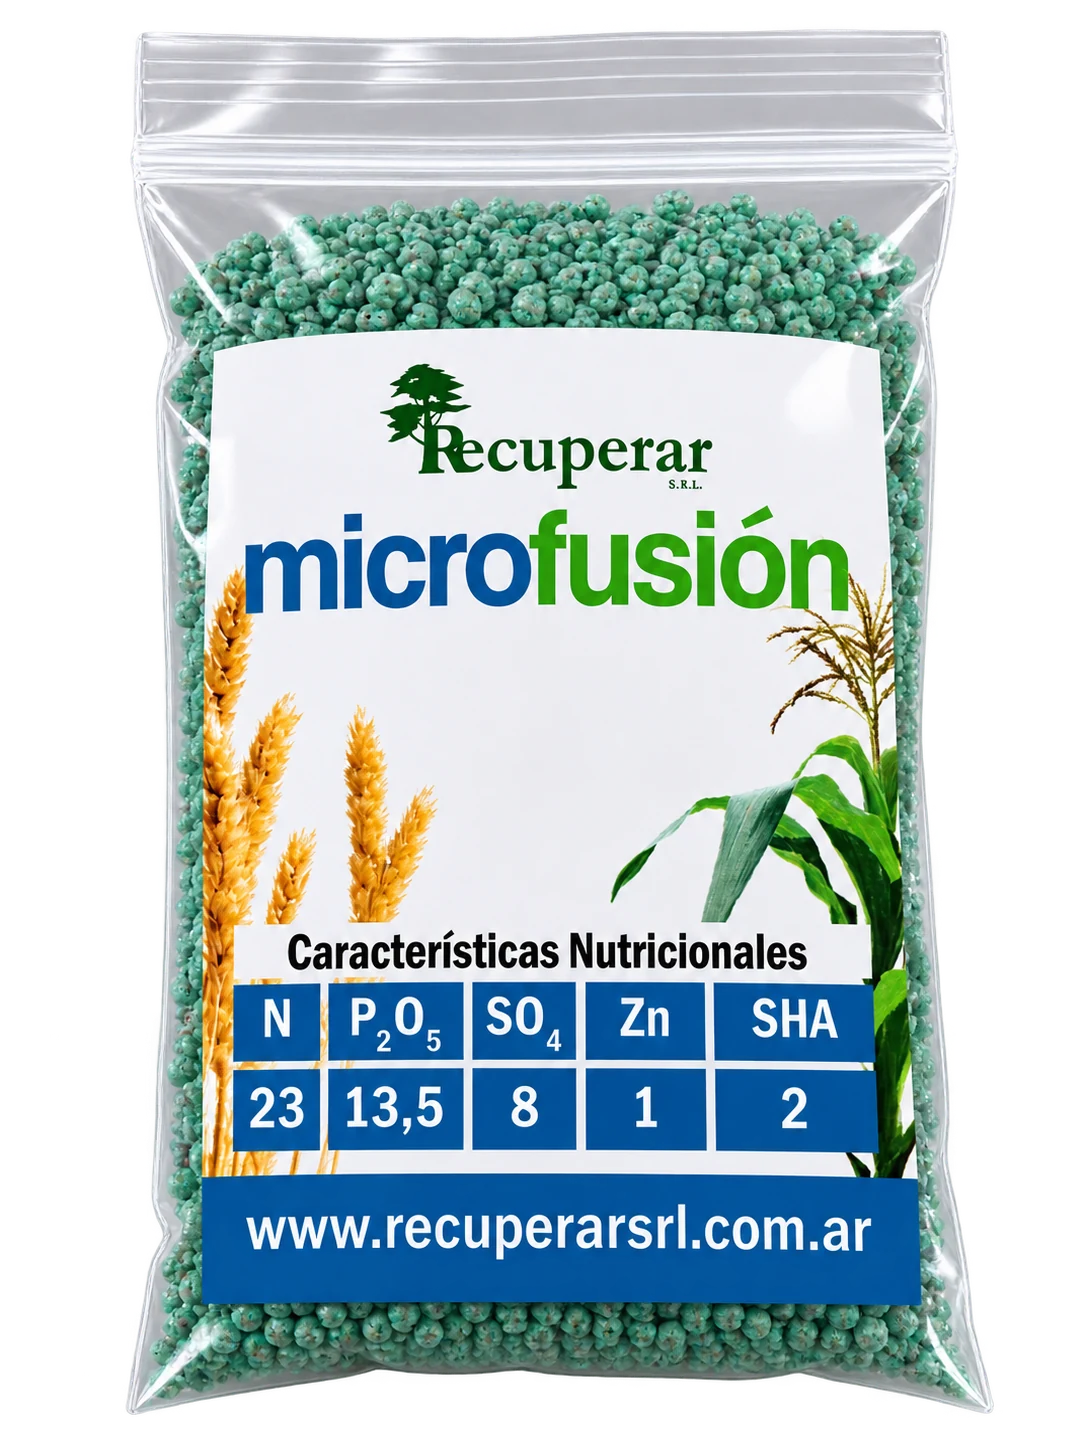 Recuperar
S.R.L.
microfusión
Características Nutricionales
N P₂O₅ SO₄ Zn SHA
23 13,5 8 1 2
www.recuperarsrl.com.ar